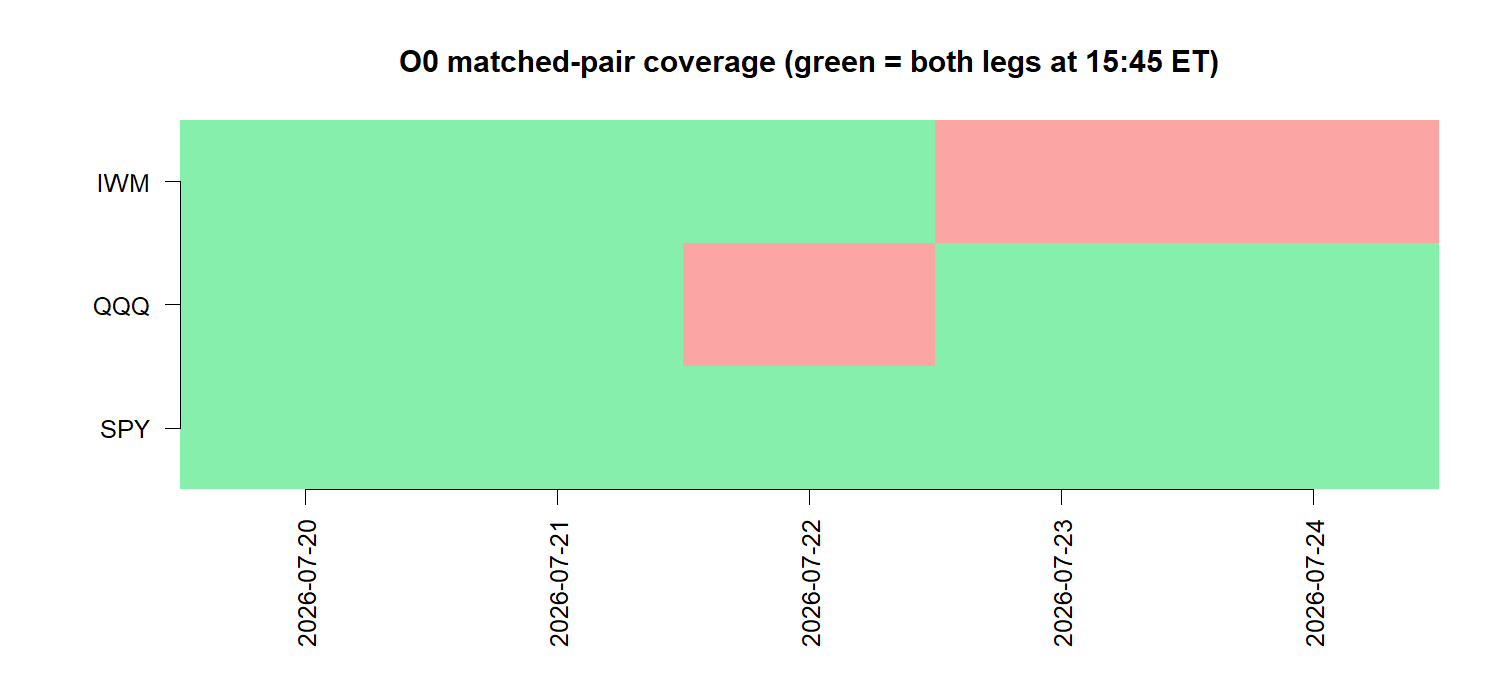 O0 matched-pair coverage (green = both legs at 15:45 ET)
IWM
QQQ
SPY
2026-07-20
2026-07-21
2026-07-22
2026-07-23
2026-07-24